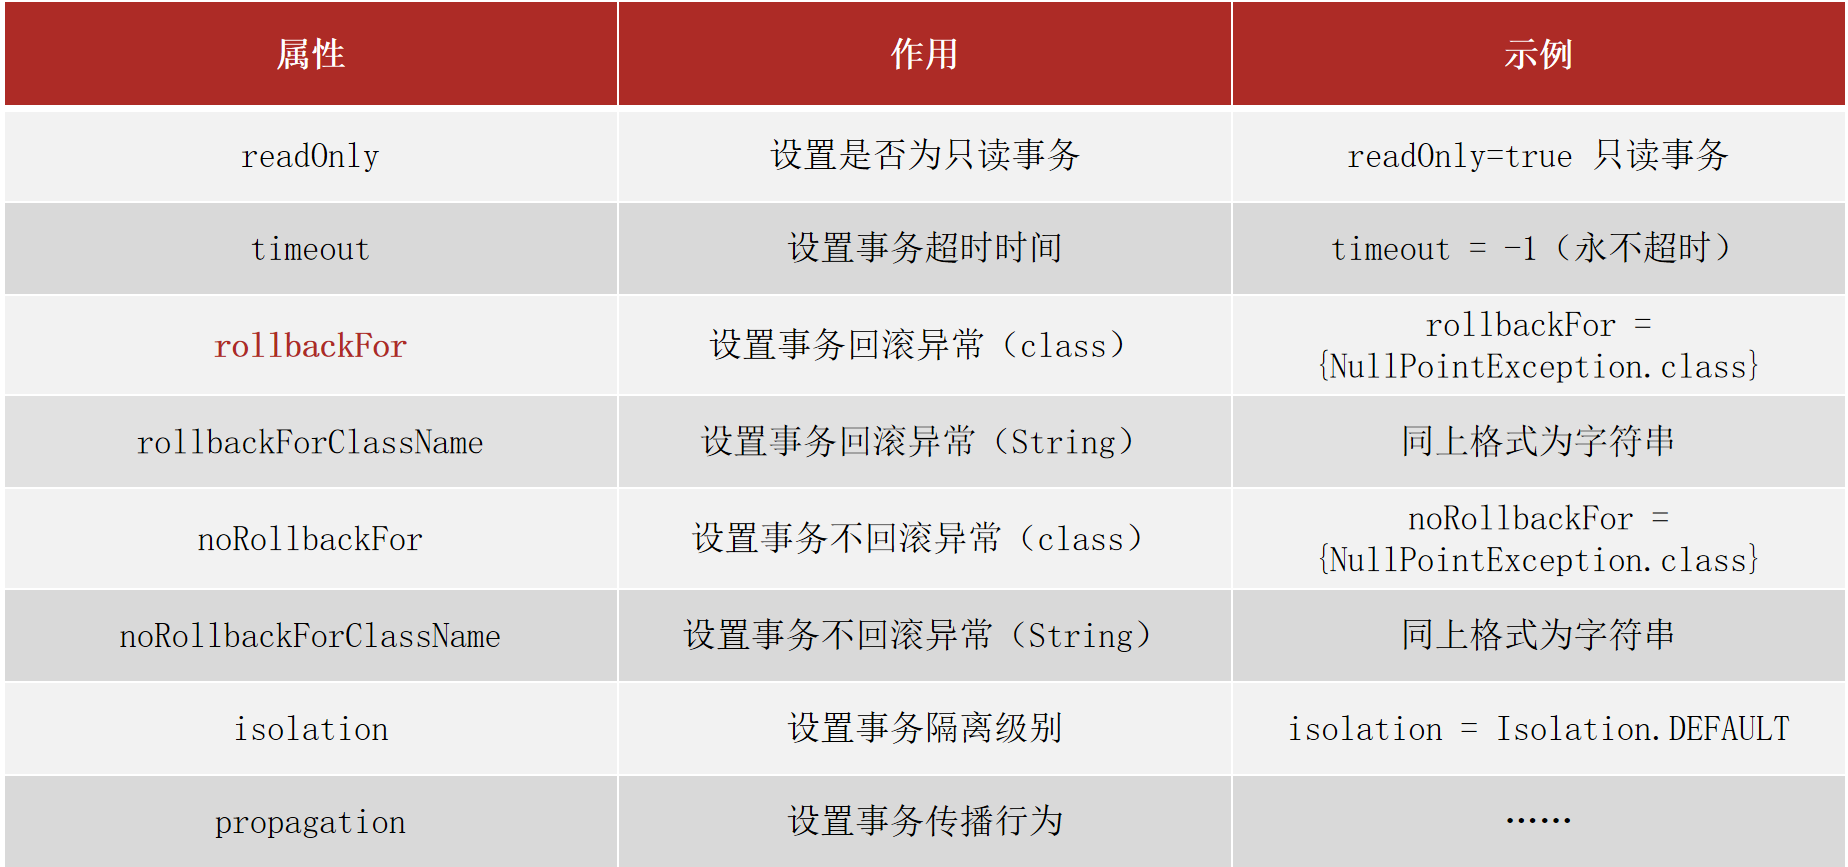 属性 作用 示例
readOnly 设置是否为只读事务 readOnly=true 只读事务
timeout 设置事务超时时间 timeout = -1（永不超时）
rollbackFor 设置事务回滚异常（class） rollbackFor =
{NullPointException.class}
rollbackForClassName 设置事务回滚异常（String） 同上格式为字符串
noRollbackFor 设置事务不回滚异常（class） noRollbackFor =
{NullPointException.class}
noRollbackForClassName 设置事务不回滚异常（String） 同上格式为字符串
isolation 设置事务隔离级别 isolation = Isolation.DEFAULT
propagation 设置事务传播行为 ……